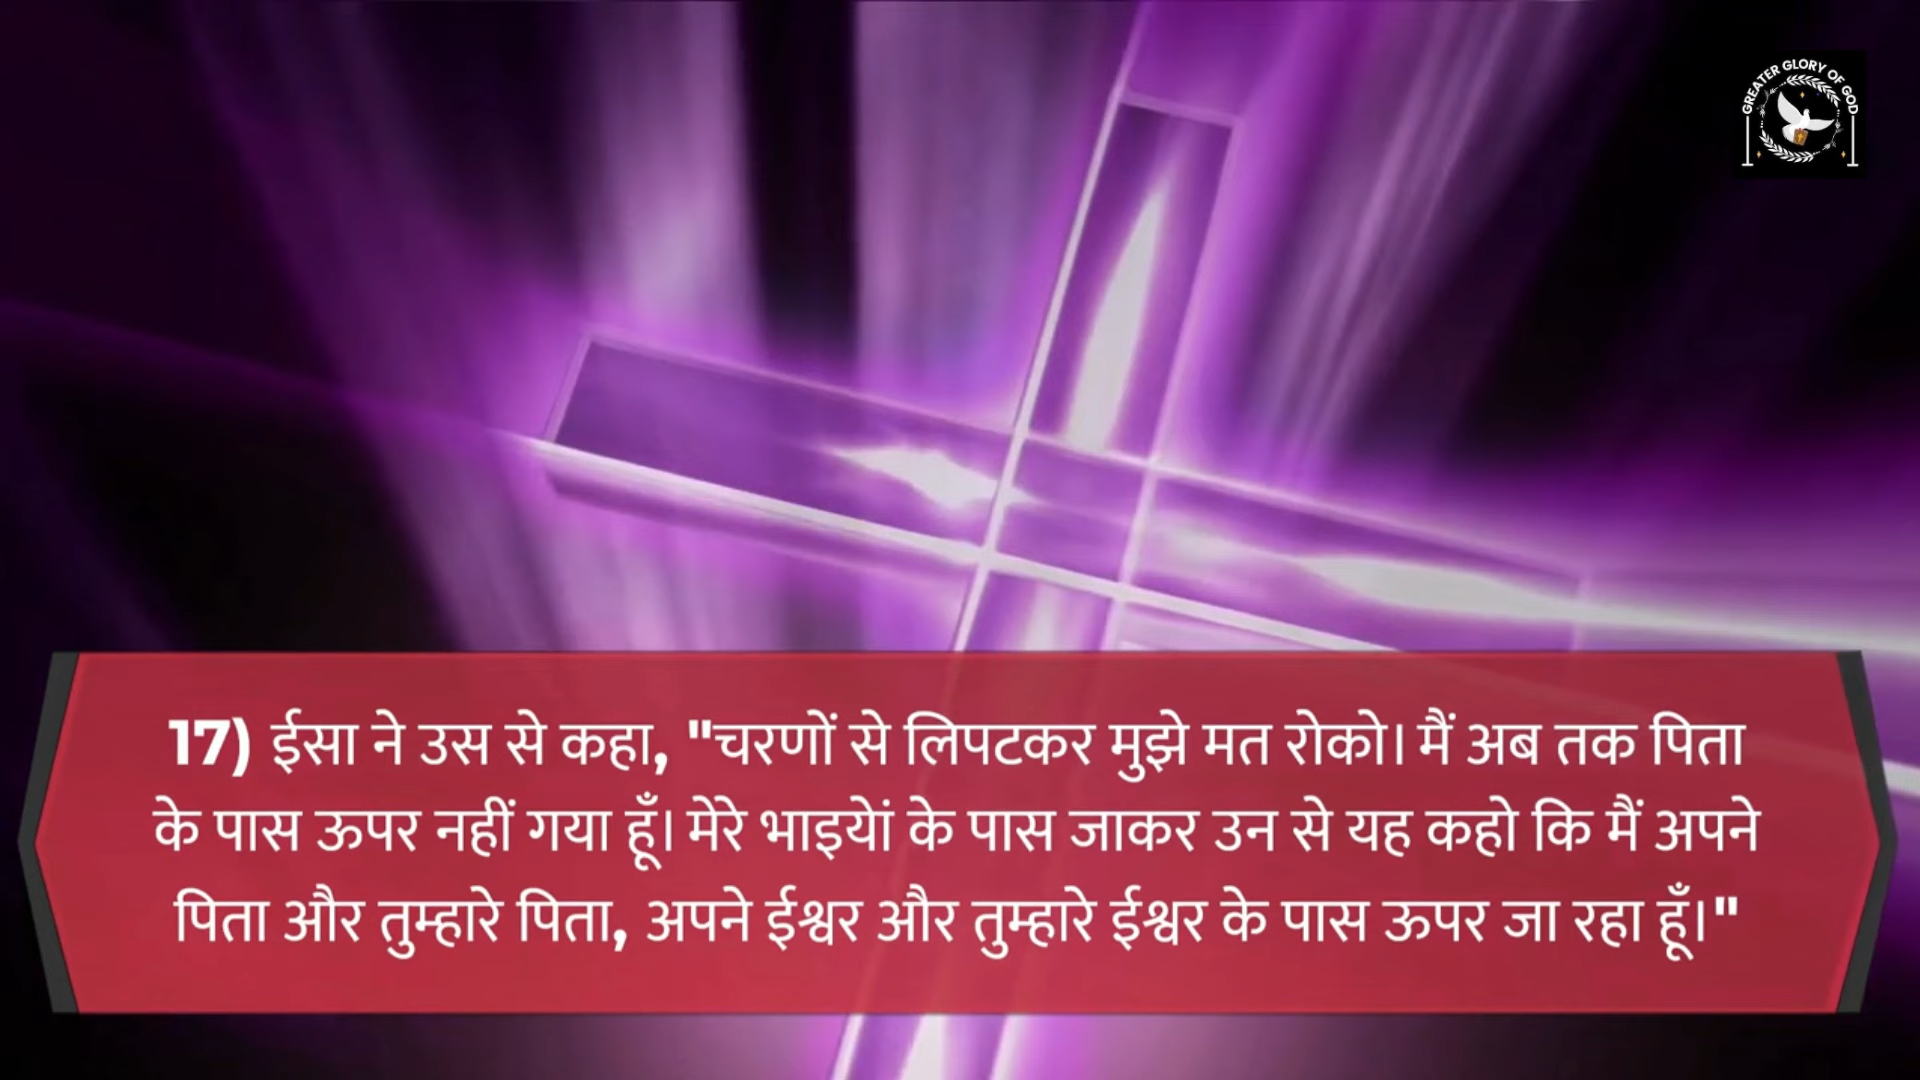 GREATER GLORY OF GOD
17) ईसा ने उस से कहा, "चरणों से लिपटकर मुझे मत रोको। मैं अब तक पिता
के पास ऊपर नहीं गया हूँ। मेरे भाइयेां के पास जाकर उन से यह कहो कि मैं अपने
पिता और तुम्हारे पिता, अपने ईश्वर और तुम्हारे ईश्वर के पास ऊपर जा रहा हूँ।"